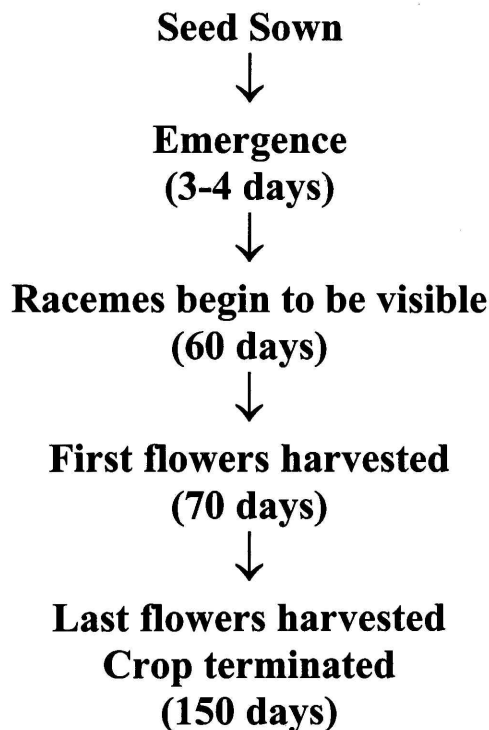 Seed Sown
Emergence
(3-4 days)
Racemes begin to be visible
(60 days)
First flowers harvested
(70 days)
Last flowers harvested
Crop terminated
(150 days)